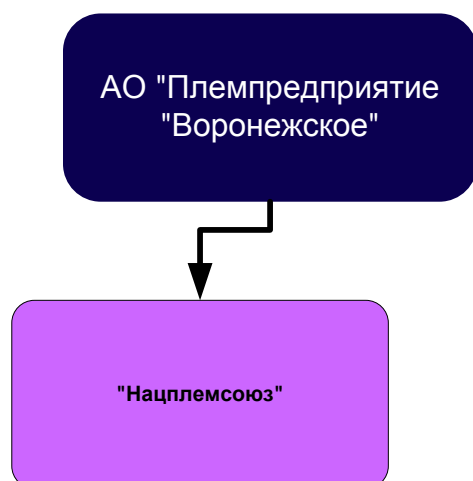 АО "Племпредприятие
"Воронежское"
"Нацплемсоюз"